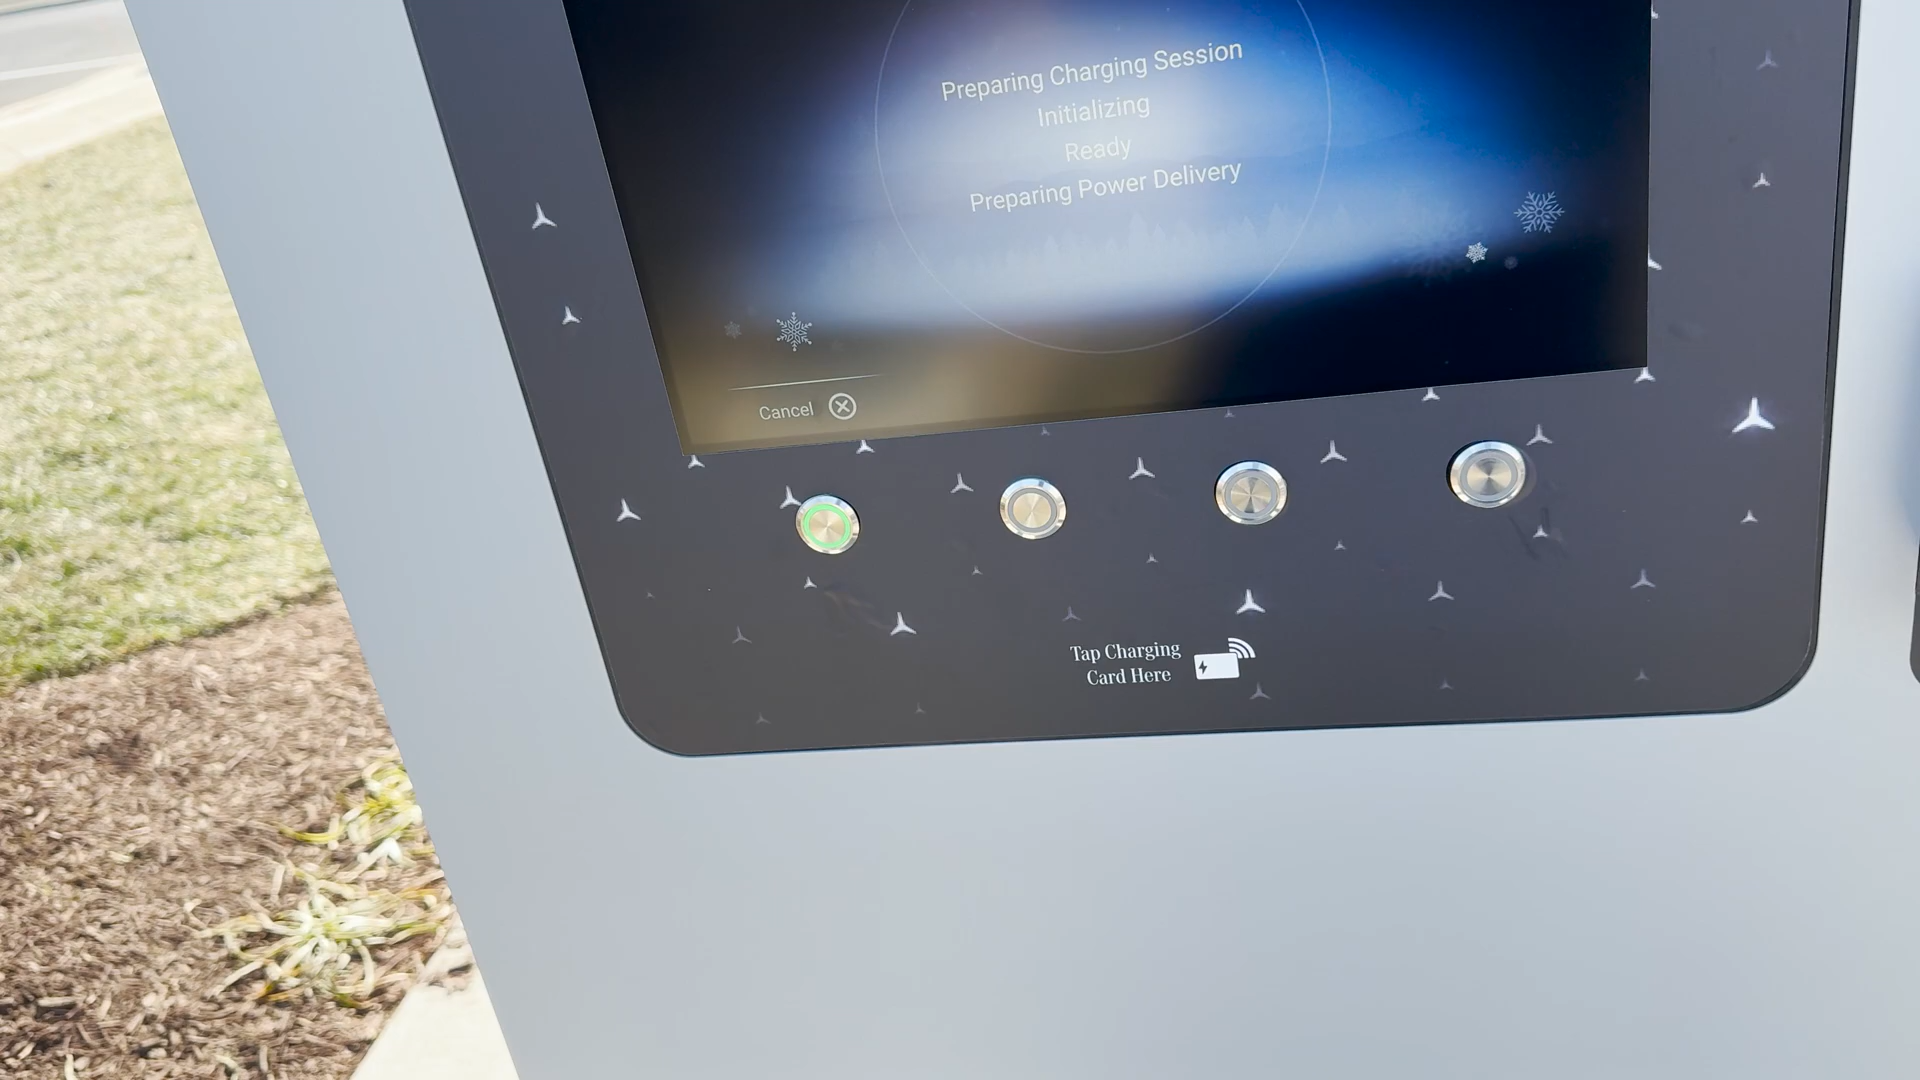 Preparing Charging Session
Initializing
Ready
Preparing Power Delivery
Cancel
Tap Charging
Card Here